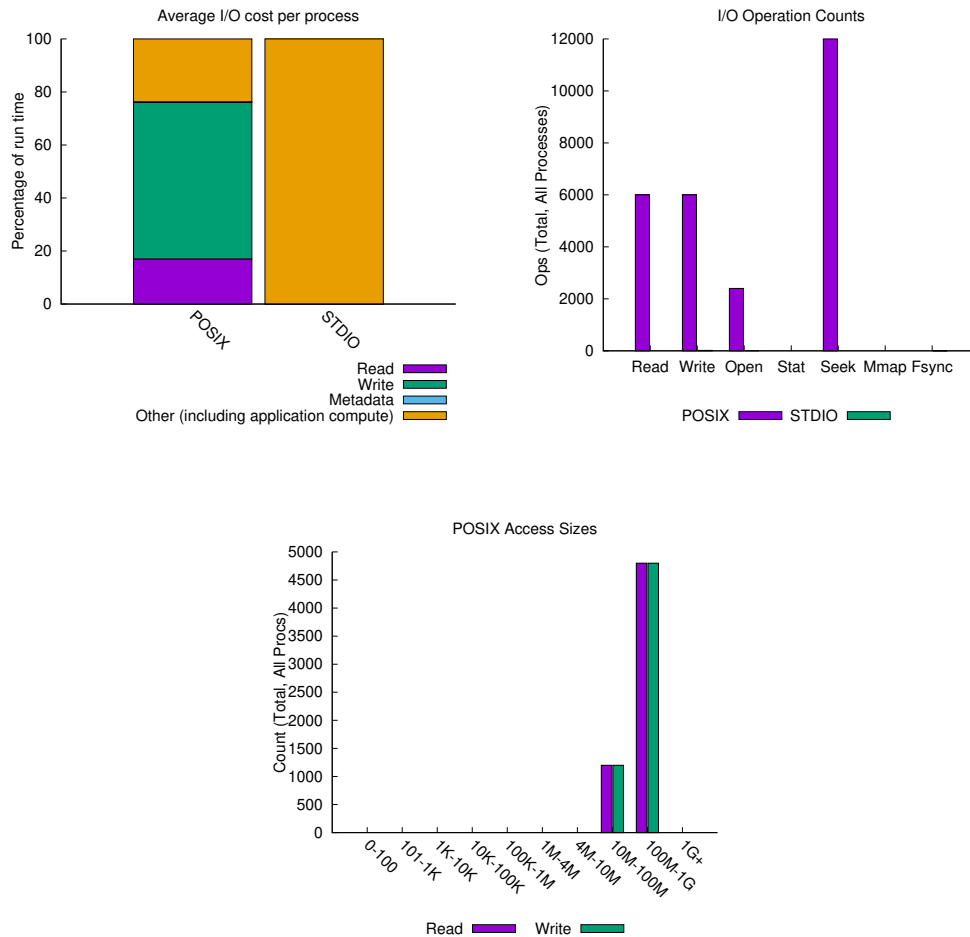 Average I/O cost per process
100
80
60
40
20
0
Percentage of run time
POSIX
STDIO
Read
Write
Metadata
Other (including application compute)
I/O Operation Counts
12000
10000
8000
6000
4000
2000
0
Ops (Total, All Processes)
Read Write Open Stat Seek Mmap Fsync
POSIX STDIO
POSIX Access Sizes
5000
4500
4000
3500
3000
2500
2000
1500
1000
500
0
Count (Total, All Procs)
0-100
101-1K
1K-10K
10K-100K
100K-1M
1M-4M
4M-10M
10M-100M
100M-1G
1G+
Read Write